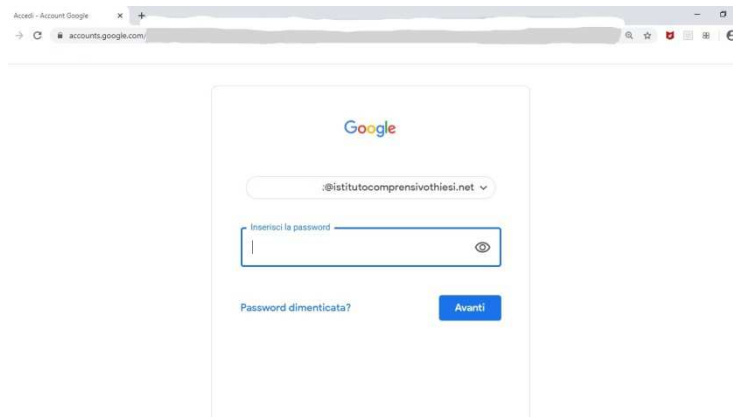 Accedi - Account Google
accounts.google.com/
Google
@istitutocomprensivothiesi.net
Inserisci la password
Password dimenticata?
Avanti